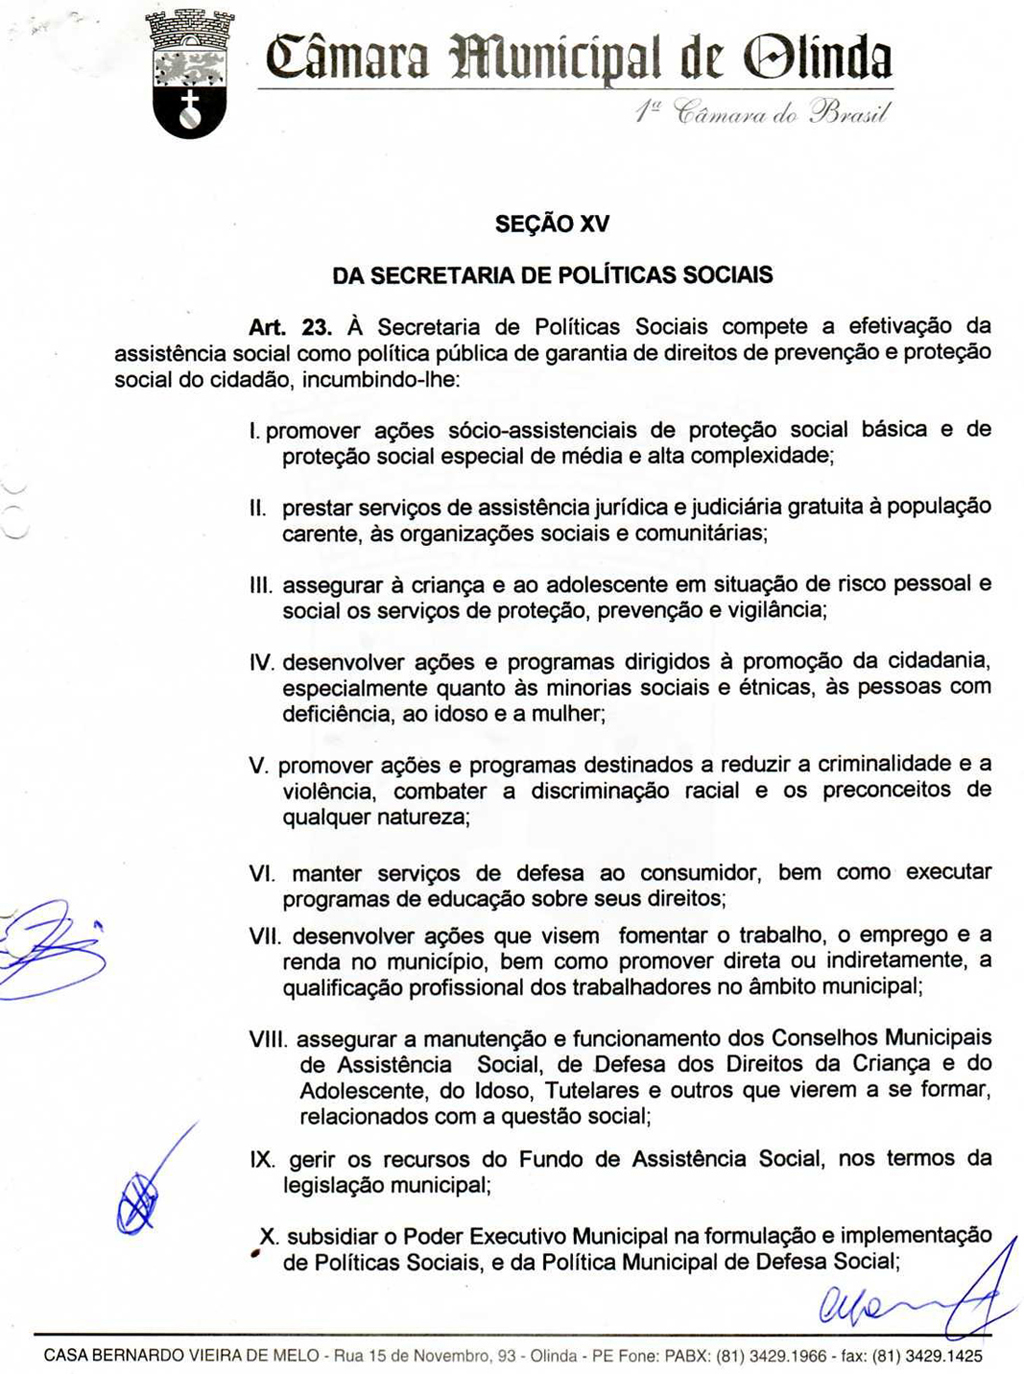 Câmara Municipal de Olinda
1ª Câmara do Brasil
SEÇÃO XV
DA SECRETARIA DE POLÍTICAS SOCIAIS
Art. 23. À Secretaria de Políticas Sociais compete a efetivação da
assistência social como política pública de garantia de direitos de prevenção e proteção
social do cidadão, incumbindo-lhe:
I. promover ações sócio-assistenciais de proteção social básica e de
proteção social especial de média e alta complexidade;
II. prestar serviços de assistência jurídica e judiciária gratuita à população
carente, às organizações sociais e comunitárias;
III. assegurar à criança e ao adolescente em situação de risco pessoal e
social os serviços de proteção, prevenção e vigilância;
IV. desenvolver ações e programas dirigidos à promoção da cidadania,
especialmente quanto às minorias sociais e étnicas, às pessoas com
deficiência, ao idoso e a mulher;
V. promover ações e programas destinados a reduzir a criminalidade e a
violência, combater a discriminação racial e os preconceitos de
qualquer natureza;
VI. manter serviços de defesa ao consumidor, bem como executar
programas de educação sobre seus direitos;
VII. desenvolver ações que visem fomentar o trabalho, o emprego e a
renda no município, bem como promover direta ou indiretamente, a
qualificação profissional dos trabalhadores no âmbito municipal;
VIII. assegurar a manutenção e funcionamento dos Conselhos Municipais
de Assistência Social, de Defesa dos Direitos da Criança e do
Adolescente, do Idoso, Tutelares e outros que vierem a se formar,
relacionados com a questão social;
IX. gerir os recursos do Fundo de Assistência Social, nos termos da
legislação municipal;
X. subsidiar o Poder Executivo Municipal na formulação e implementação
de Políticas Sociais, e da Política Municipal de Defesa Social;
CASA BERNARDO VIEIRA DE MELO - Rua 15 de Novembro, 93 - Olinda - PE Fone: PABX: (81) 3429.1966 - fax: (81) 3429.1425